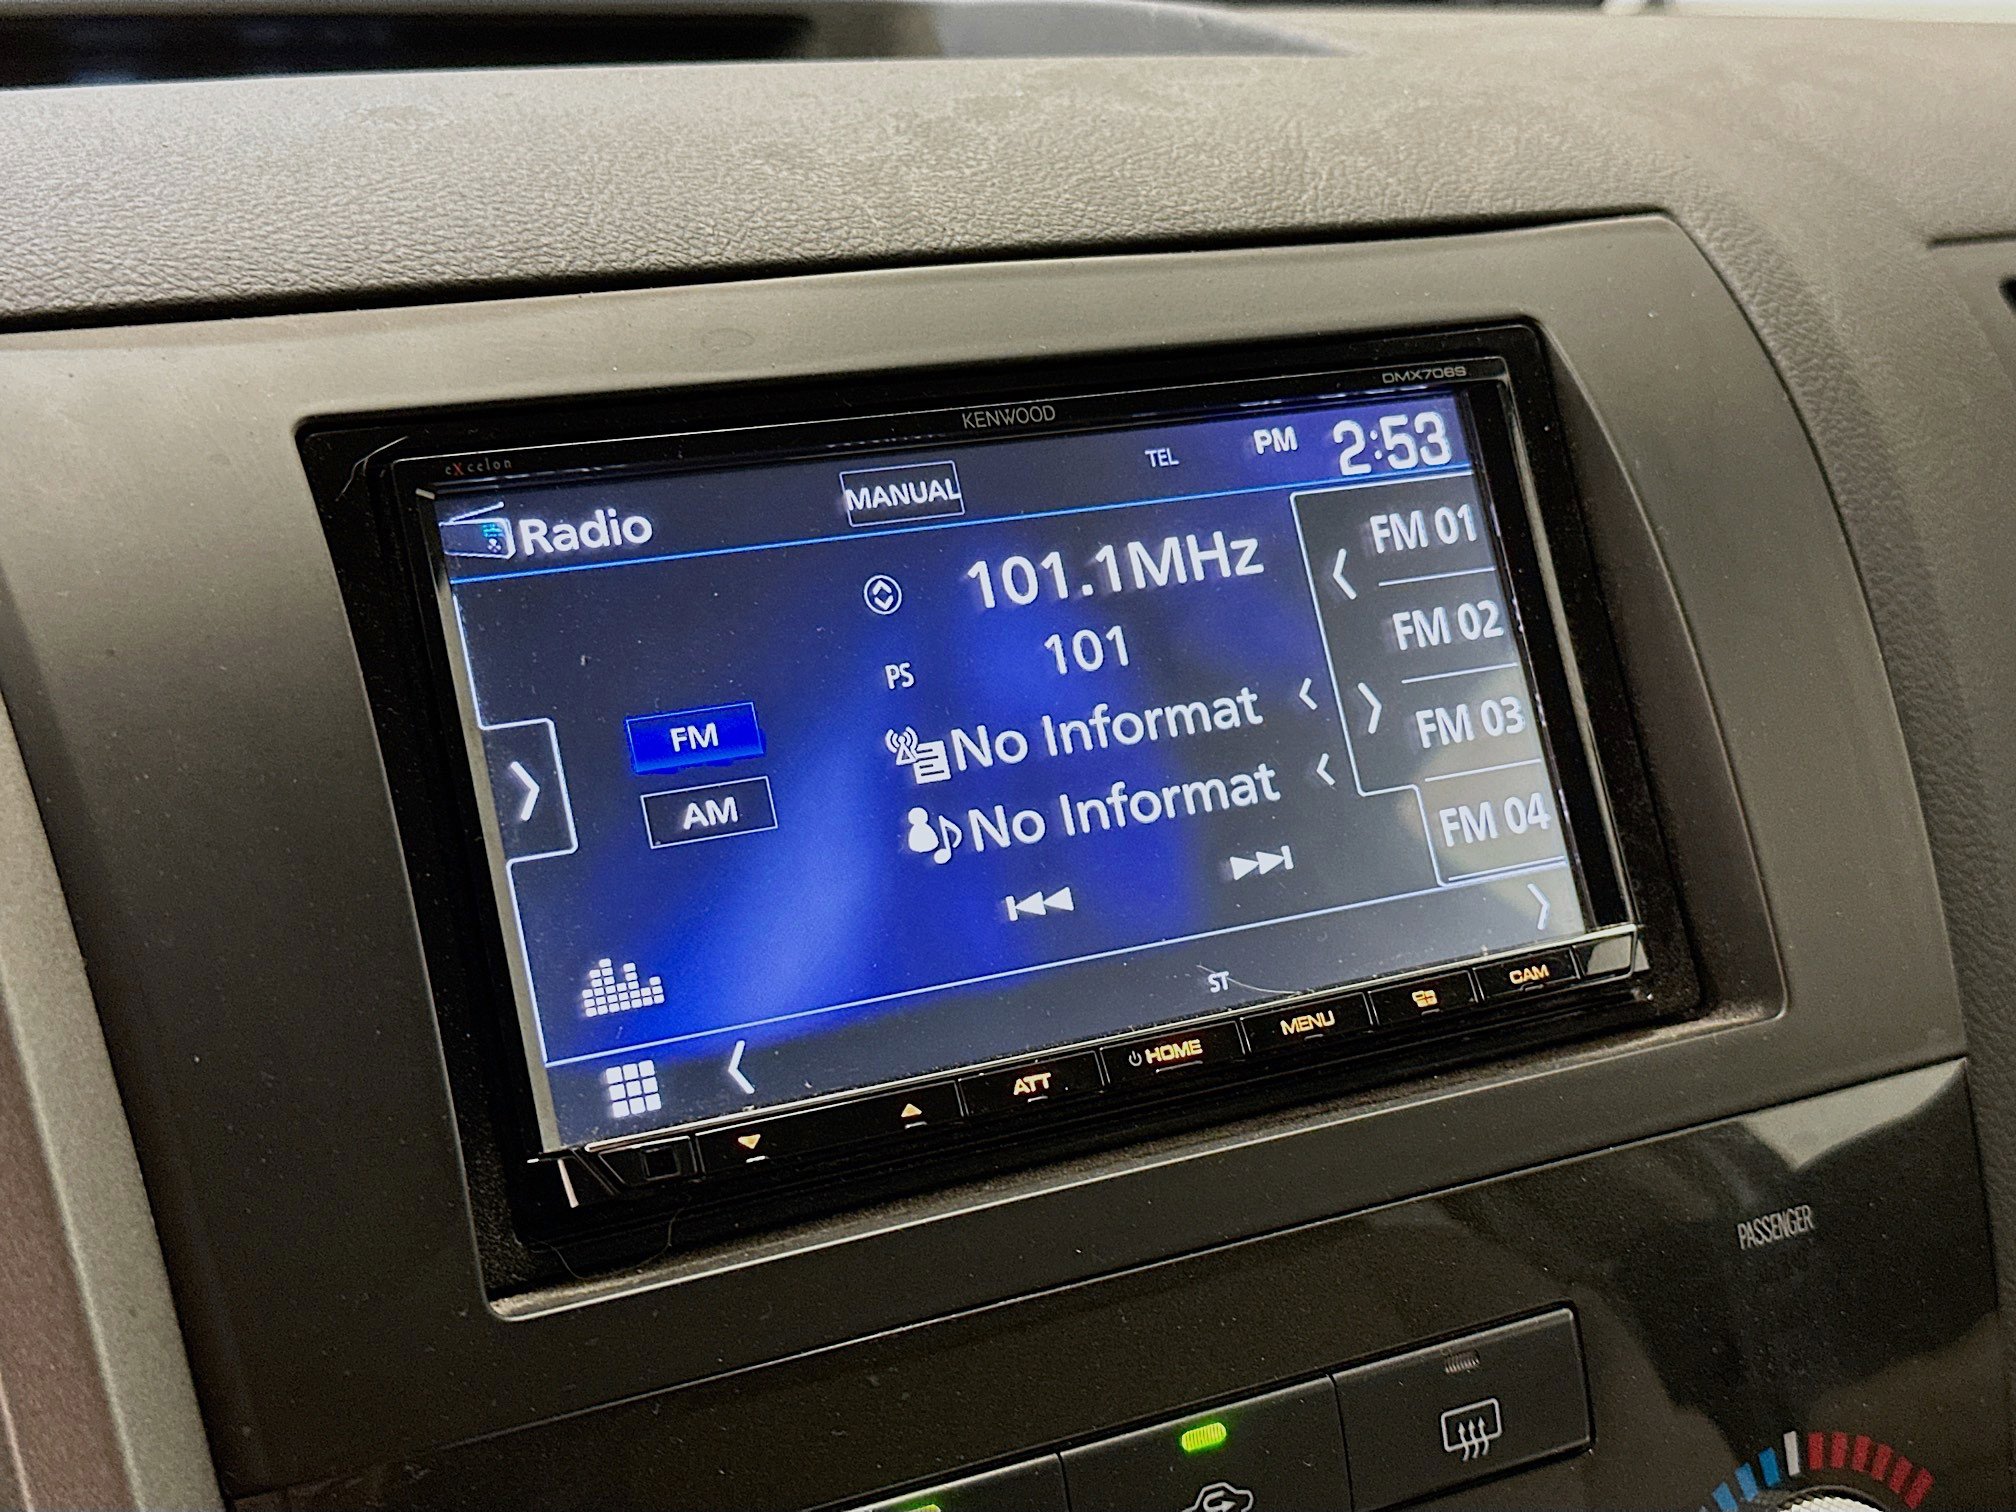 KENWOOD
DMX706S
eXcelon
Radio
MANUAL
TEL
PM 2:53
101.1MHz
PS 101
No Informat
No Informat
FM
AM
FM 01
FM 02
FM 03
FM 04
ST
ATT
HOME
MENU
CAM
PASSENGER